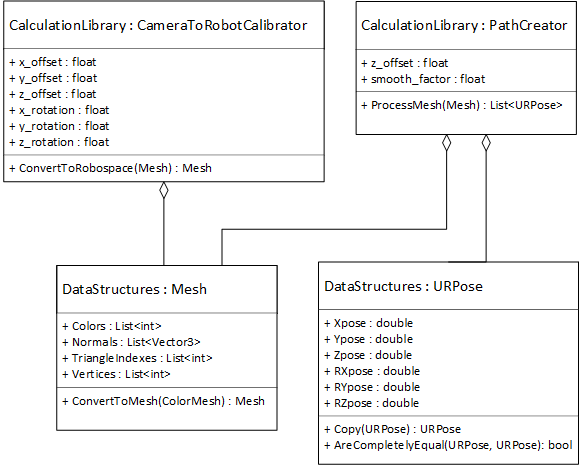 CalculationLibrary : CameraToRobotCalibrator
+ x_offset : float
+ y_offset : float
+ z_offset : float
+ x_rotation : float
+ y_rotation : float
+ z_rotation : float
+ ConvertToRobospace(Mesh) : Mesh
CalculationLibrary : PathCreator
+ z_offset : float
+ smooth_factor : float
+ ProcessMesh(Mesh) : List<URPose>
DataStructures : Mesh
+ Colors : List<int>
+ Normals : List<Vector3>
+ TriangleIndexes : List<int>
+ Vertices : List<int>
+ ConvertToMesh(ColorMesh) : Mesh
DataStructures : URPose
+ Xpose : double
+ Ypose : double
+ Zpose : double
+ RXpose : double
+ RYpose : double
+ RZpose : double
+ Copy(URPose) : URPose
+ AreCompletelyEqual(URPose, URPose): bool